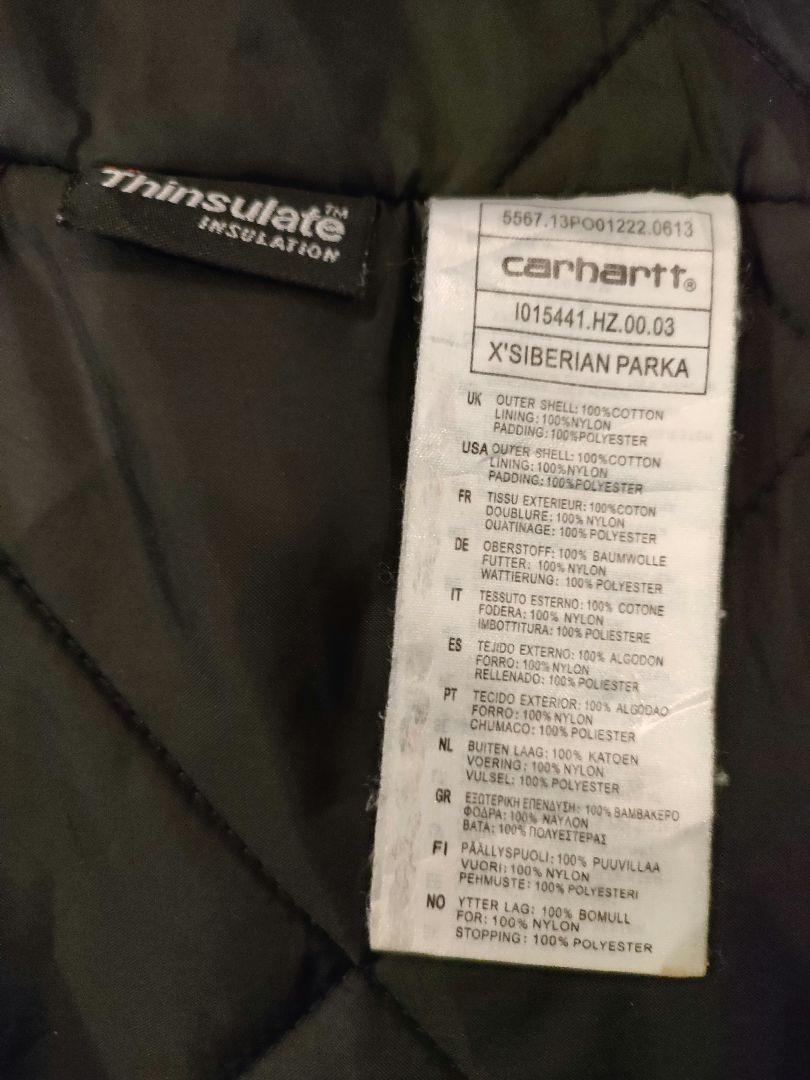 Thinsulate™
INSULATION
5567.13PO01222.0613
carhartt®
I015441.HZ.00.03
X'SIBERIAN PARKA
UK OUTER SHELL: 100%COTTON
LINING: 100%NYLON
PADDING: 100%POLYESTER
USA OUTER SHELL: 100%COTTON
LINING: 100%NYLON
PADDING: 100%POLYESTER
FR TISSU EXTERIEUR: 100%COTON
DOUBLURE: 100% NYLON
OUATINAGE: 100% POLYESTER
DE OBERSTOFF: 100% BAUMWOLLE
FUTTER: 100% NYLON
WATTIERUNG: 100% POLYESTER
IT TESSUTO ESTERNO: 100% COTONE
FODERA: 100% NYLON
IMBOTTITURA: 100% POLIESTERE
ES TEJIDO EXTERNO: 100% ALGODON
FORRO: 100% NYLON
RELLENADO: 100% POLIESTER
PT TECIDO EXTERIOR: 100% ALGODAO
FORRO: 100% NYLON
CHUMACO: 100% POLIESTER
NL BUITEN LAAG: 100% KATOEN
VOERING: 100% NYLON
VULSEL: 100% POLYESTER
GR ΕΞΩΤΕΡΙΚΗ ΕΠΕΝΔΥΣΗ: 100% ΒΑΜΒΑΚΕΡΟ
ΦΟΔΡΑ: 100% ΝΑΥΛΟΝ
ΒΑΤΑ: 100% ΠΟΛΥΕΣΤΕΡΑΣ
FI PÄÄLLYSPUOLI: 100% PUUVILLAA
VUORI: 100% NYLON
PEHMUSTE: 100% POLYESTERI
NO YTTER LAG: 100% BOMULL
FOR: 100% NYLON
STOPPING: 100% POLYESTER